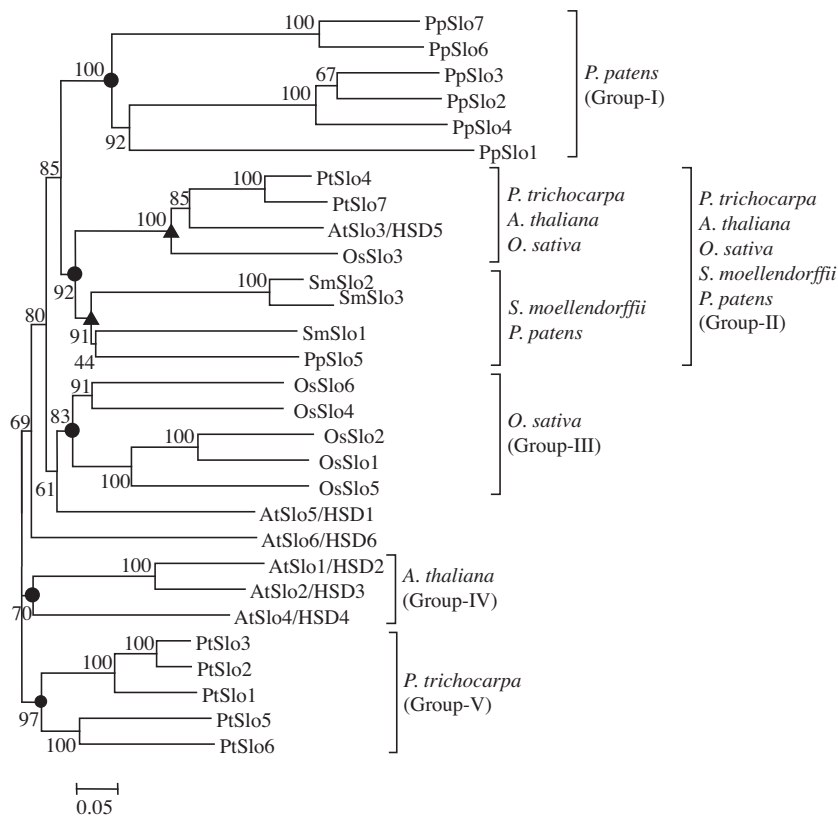 100
PpSlo7
PpSlo6
100
67
PpSlo3
PpSlo2
100
PpSlo4
92
PpSlo1
P. patens
(Group-I)
85
100
PtSlo4
85
PtSlo7
100
AtSlo3/HSD5
OsSlo3
P. trichocarpa
A. thaliana
O. sativa
92
100
SmSlo2
SmSlo3
91
SmSlo1
44
PpSlo5
S. moellendorffii
P. patens
P. trichocarpa
A. thaliana
O. sativa
S. moellendorffii
P. patens
(Group-II)
80
91
OsSlo6
83
OsSlo4
100
OsSlo2
OsSlo1
100
OsSlo5
O. sativa
(Group-III)
69
61
AtSlo5/HSD1
AtSlo6/HSD6
100
AtSlo1/HSD2
AtSlo2/HSD3
70
AtSlo4/HSD4
A. thaliana
(Group-IV)
100
PtSlo3
100
PtSlo2
PtSlo1
97
PtSlo5
100
PtSlo6
P. trichocarpa
(Group-V)
0.05